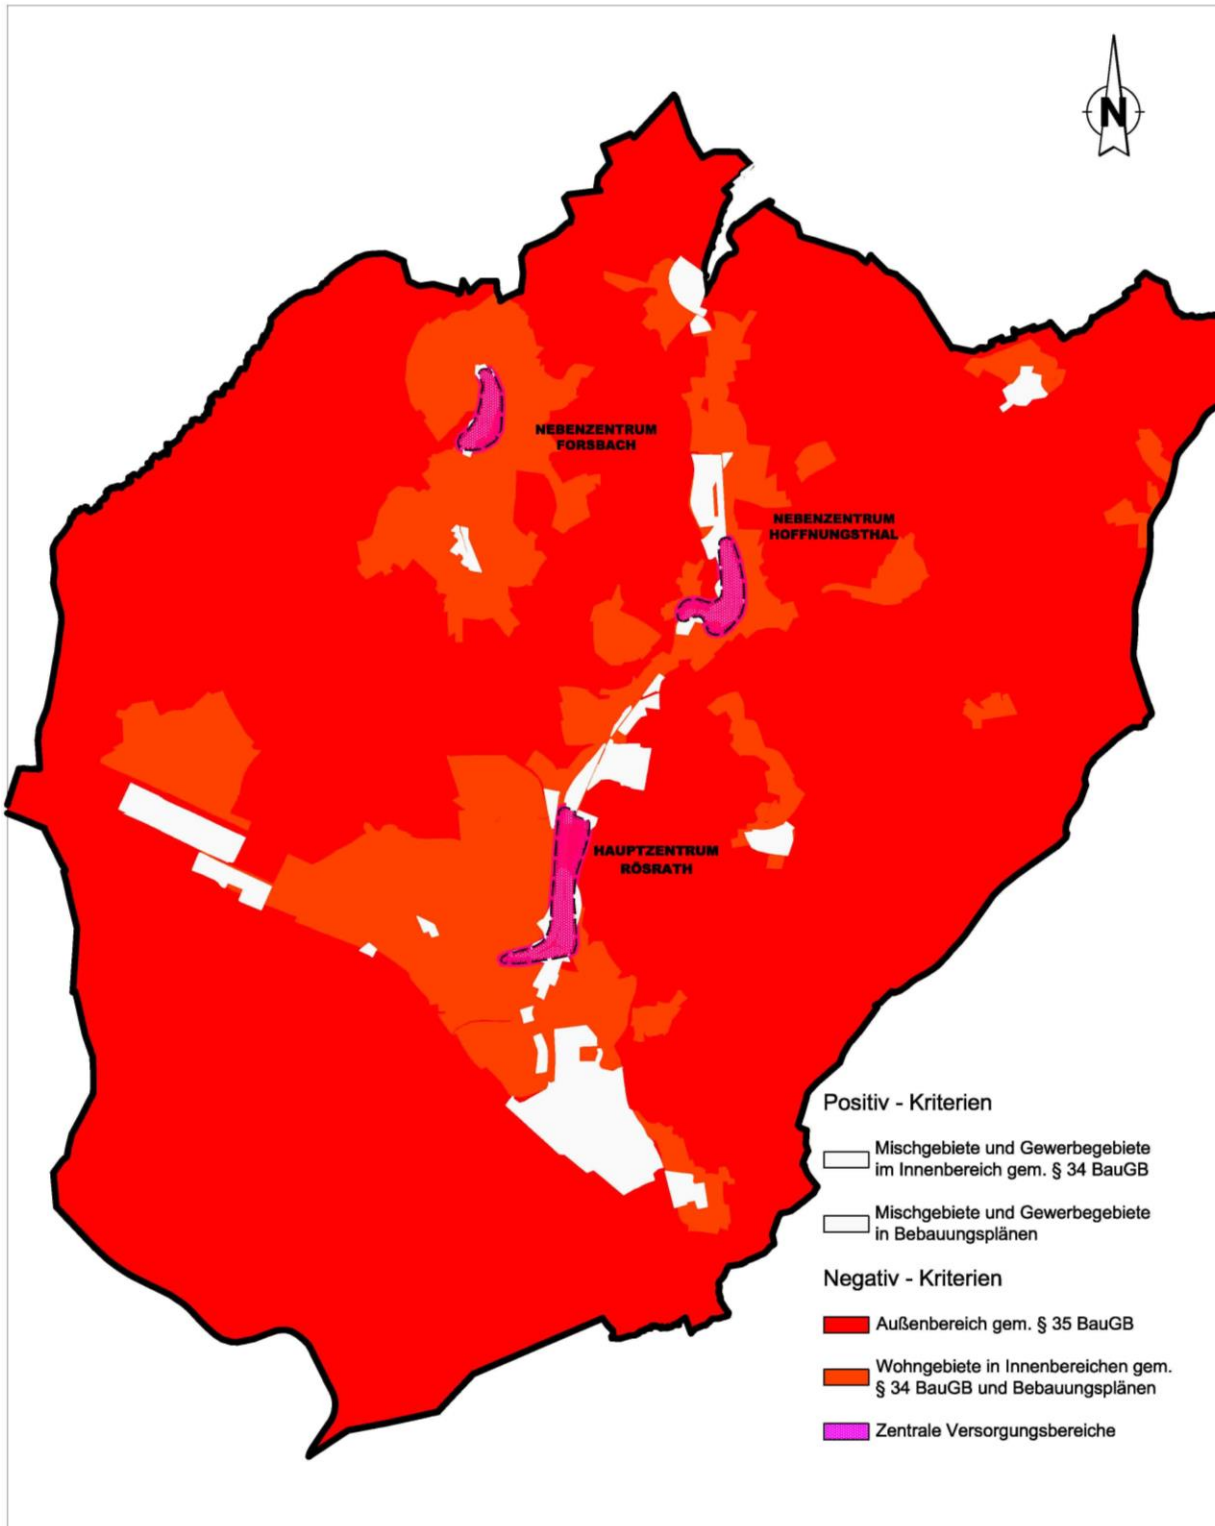 N
NEBENZENTRUM
FORSBACH
NEBENZENTRUM
HOFFNUNGSTHAL
HAUPTZENTRUM
RÖSRATH
Positiv - Kriterien
Mischgebiete und Gewerbegebiete
im Innenbereich gem. § 34 BauGB
Mischgebiete und Gewerbegebiete
in Bebauungsplänen
Negativ - Kriterien
Außenbereich gem. § 35 BauGB
Wohngebiete in Innenbereichen gem.
§ 34 BauGB und Bebauungsplänen
Zentrale Versorgungsbereiche